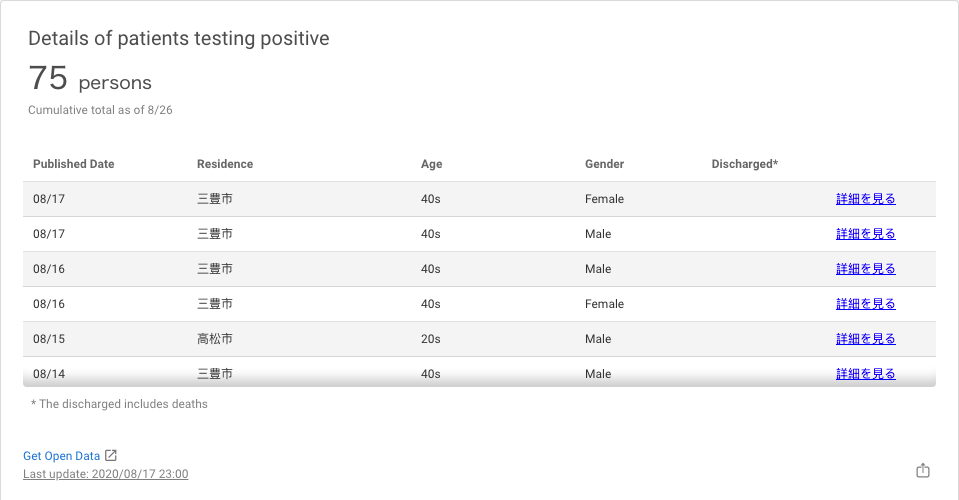 Details of patients testing positive
75 persons
Cumulative total as of 8/26
Published Date Residence Age Gender Discharged*
08/17 三豊市 40s Female 詳細を見る
08/17 三豊市 40s Male 詳細を見る
08/16 三豊市 40s Male 詳細を見る
08/16 三豊市 40s Female 詳細を見る
08/15 高松市 20s Male 詳細を見る
08/14 三豊市 40s Male 詳細を見る
* The discharged includes deaths
Get Open Data
Last update: 2020/08/17 23:00